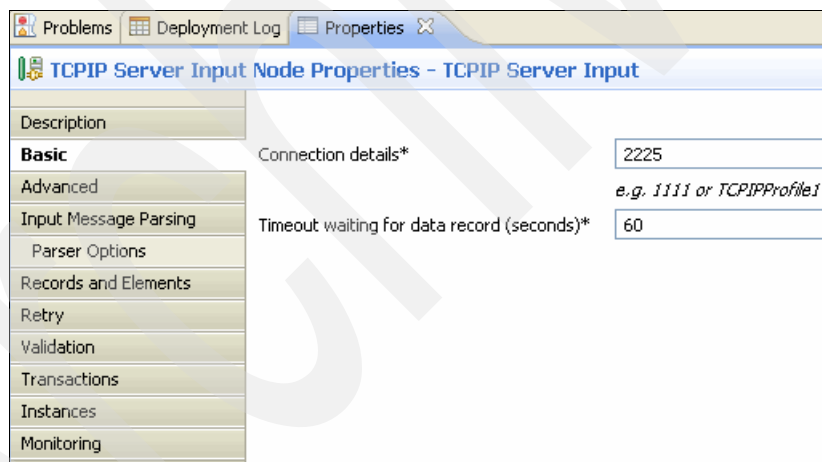 Problems Deployment Log Properties
TCPIP Server Input Node Properties - TCPIP Server Input
Description
Basic
Connection details* 2225
Advanced
e.g. 1111 or TCPIPProfile1
Input Message Parsing
Timeout waiting for data record (seconds)* 60
Parser Options
Records and Elements
Retry
Validation
Transactions
Instances
Monitoring